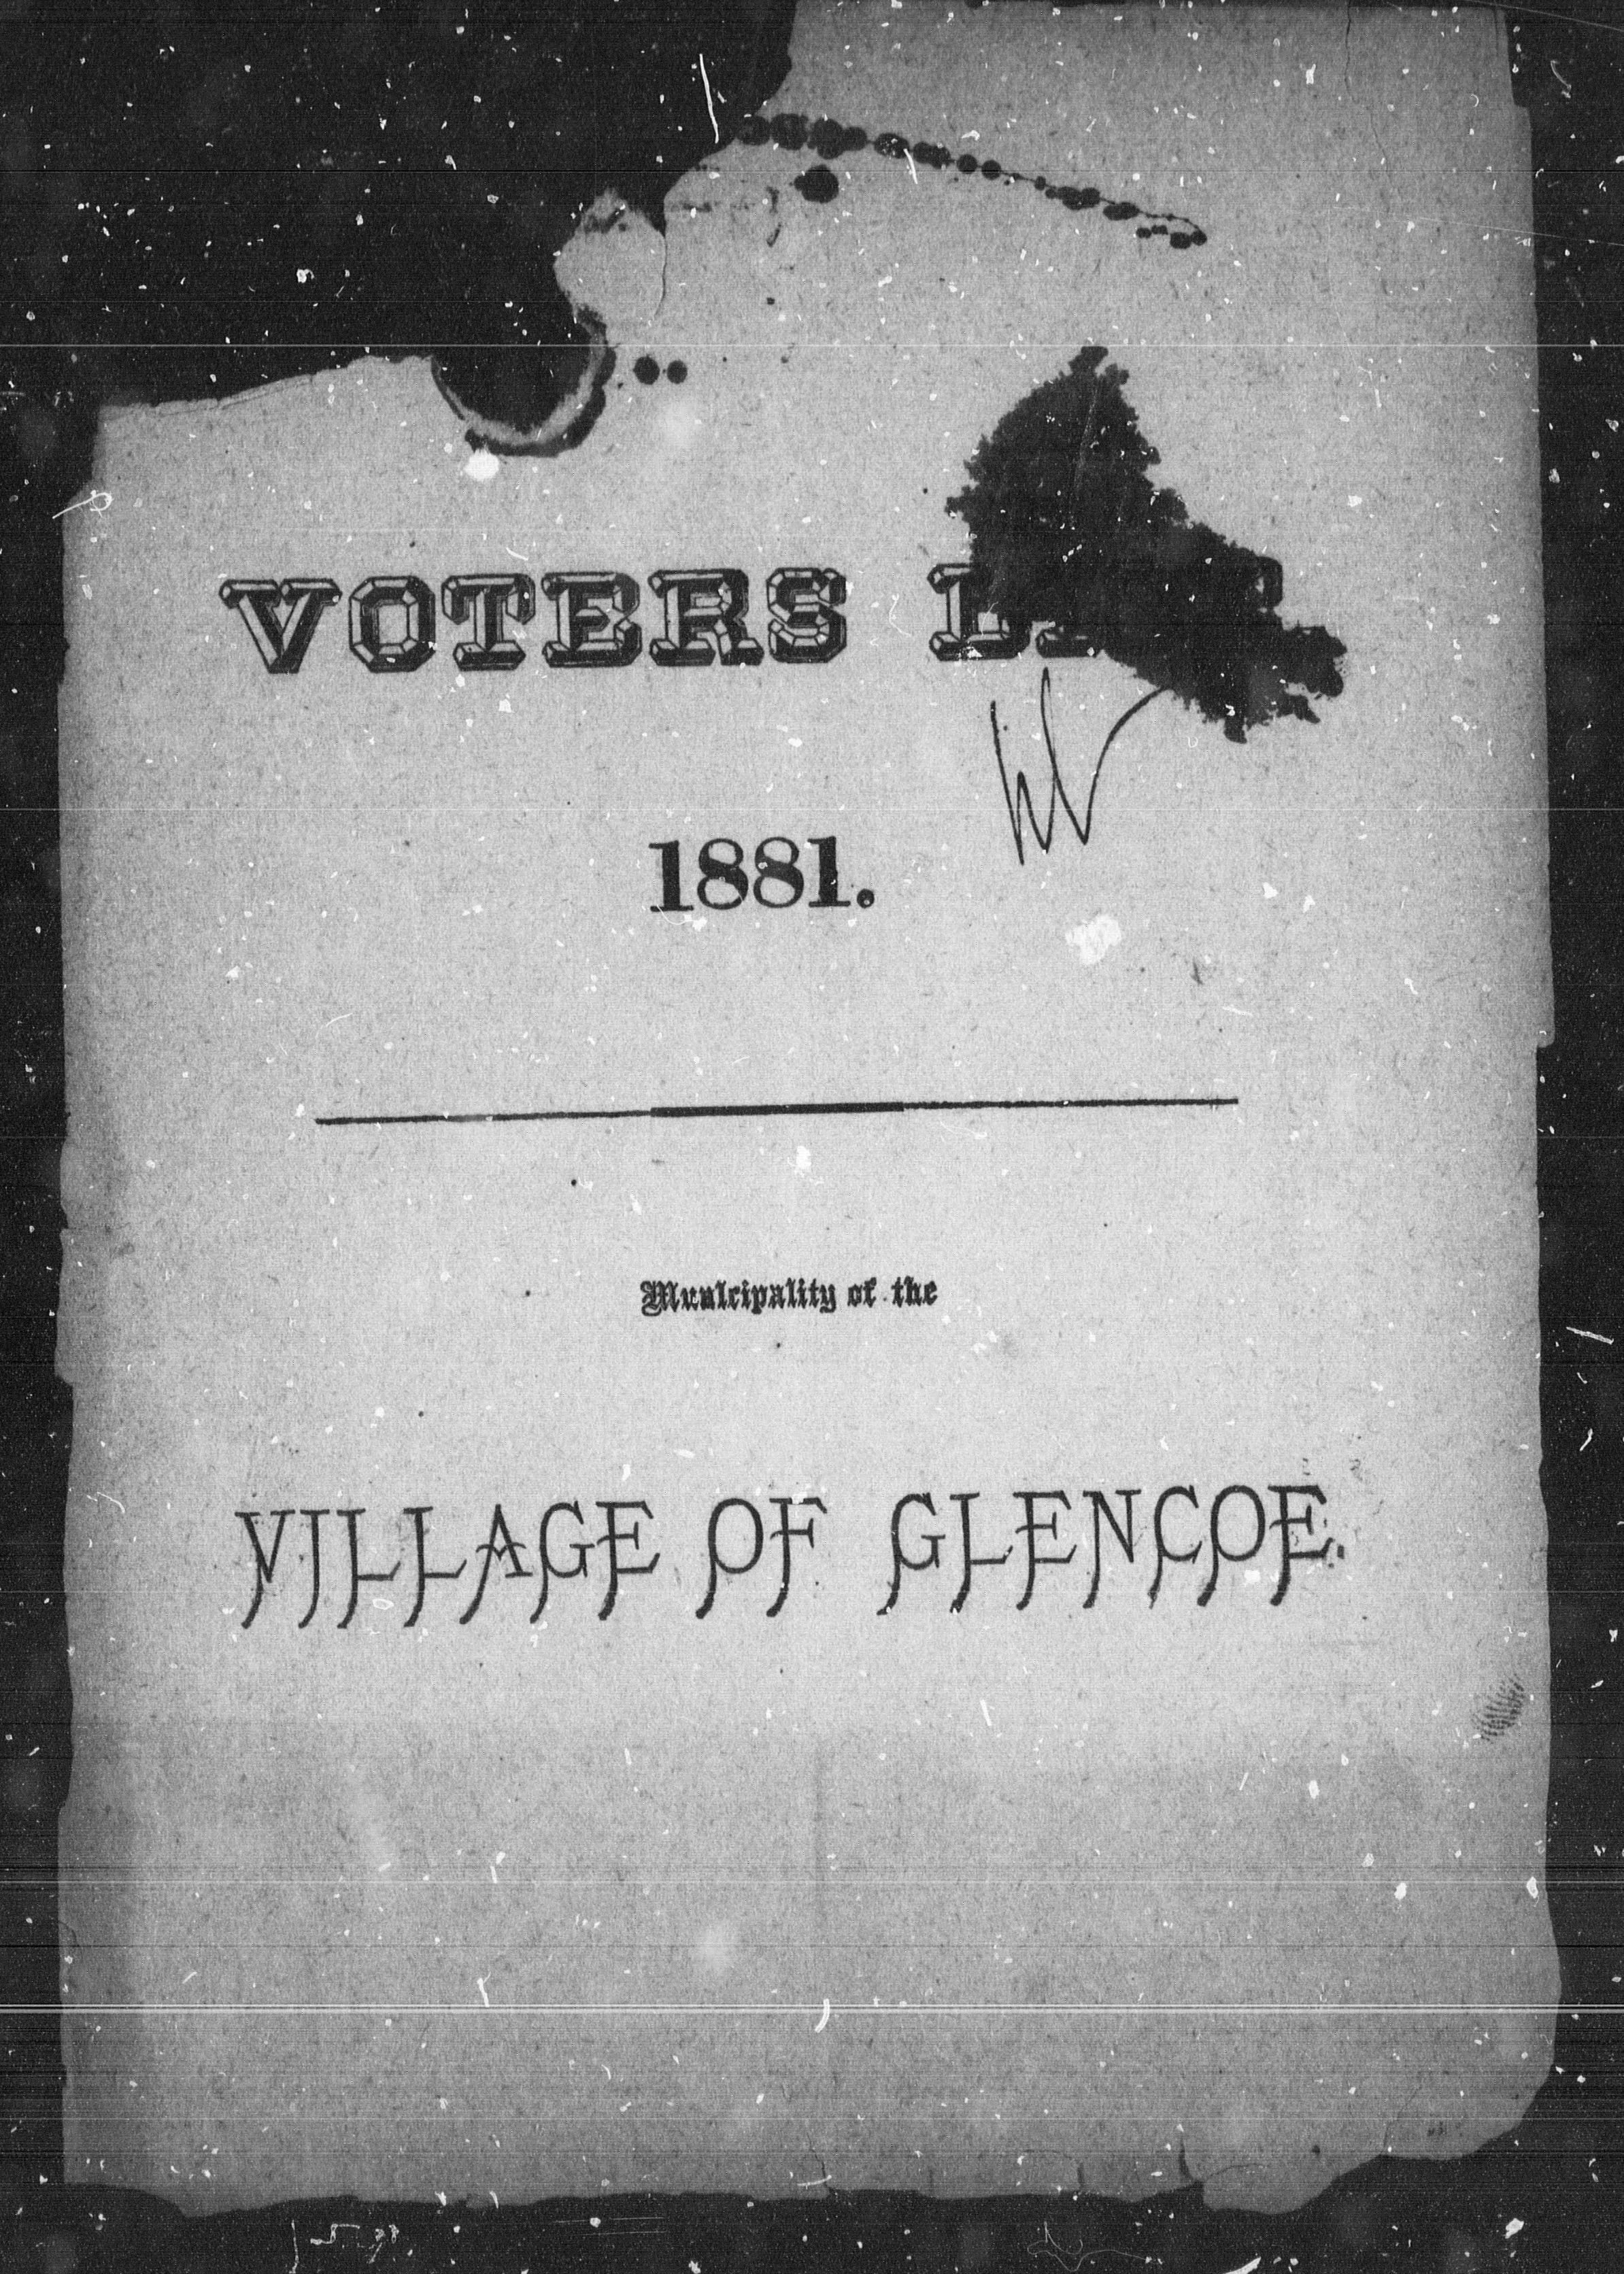 VOTERS
1881.
Municipality of the
VILLAGE OF GLENCOE.